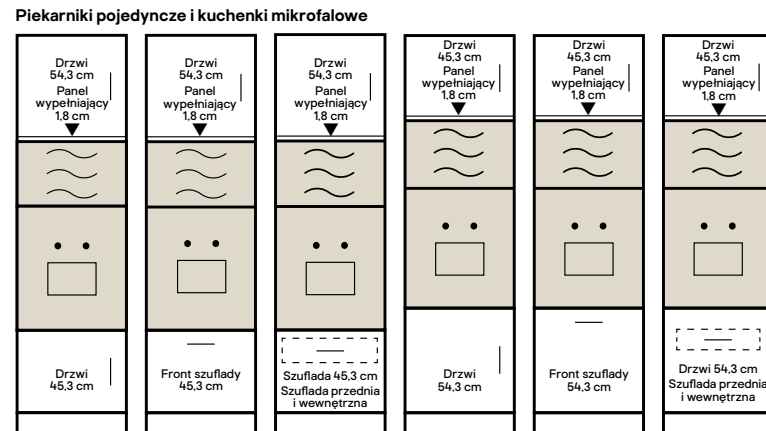 Piekarniki pojedyncze i kuchenki mikrofalowe
Drzwi
54,3 cm
Panel
wypełniający
1,8 cm
Drzwi
45,3 cm
Drzwi
54,3 cm
Panel
wypełniający
1,8 cm
Front szuflady
45,3 cm
Drzwi
54,3 cm
Panel
wypełniający
1,8 cm
Szuflada 45,3 cm
Szuflada przednia
i wewnętrzna
Drzwi
45,3 cm
Panel
wypełniający
1,8 cm
Drzwi
54,3 cm
Drzwi
45,3 cm
Panel
wypełniający
1,8 cm
Front szuflady
54,3 cm
Drzwi
45,3 cm
Panel
wypełniający
1,8 cm
Drzwi 54,3 cm
Szuflada przednia
i wewnętrzna